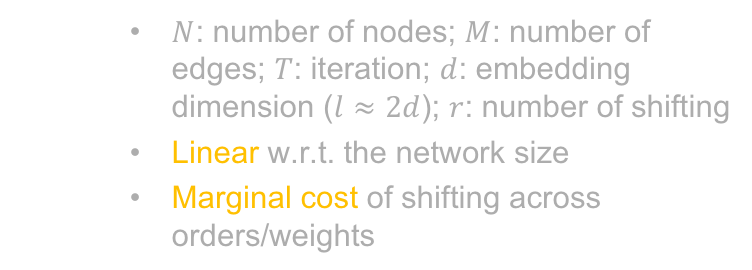 • N: number of nodes; M: number of
edges; T: iteration; d: embedding
dimension (l ≈ 2d); r: number of shifting
• Linear w.r.t. the network size
• Marginal cost of shifting across
orders/weights